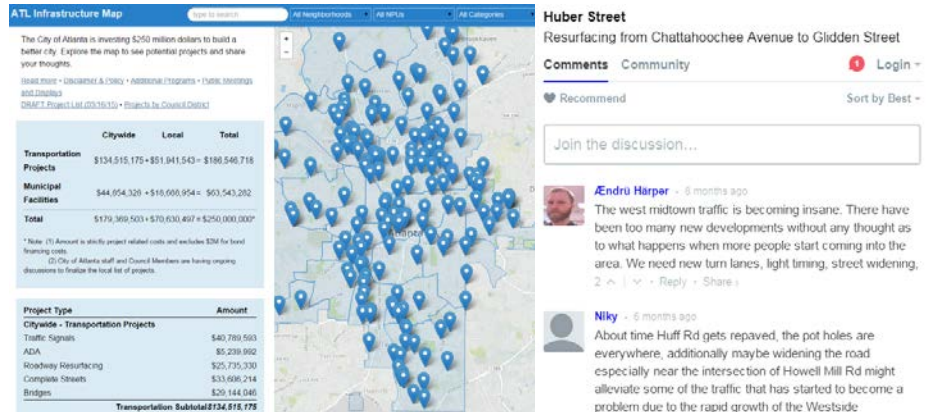 ATL Infrastructure Map
Type to search
All Neighborhoods
All NPUs
All Categories
The City of Atlanta is investing $250 million dollars to build a
better city. Explore the map to see potential projects and share
your thoughts.
Read more • Disclaimer & Policy • Additional Programs • Public Meetings
and Displays
DRAFT Project List (03/16/15) • Projects by Council District
Citywide Local Total
Transportation
Projects
$134,515,175 + $51,941,543 = $186,546,718
Municipal
Facilities
$44,854,328 + $18,688,954 = $63,543,282
Total $179,369,503 + $70,630,497 = $250,000,000*
* Note: (1) Amount is strictly project related costs and excludes $2M for bond
financing costs.
(2) City of Atlanta staff and Council Members are having ongoing
discussions to finalize the local list of projects.
Project Type Amount
Citywide - Transportation Projects
Traffic Signals $40,789,593
ADA $5,239,992
Roadway Resurfacing $25,735,330
Complete Streets $33,606,214
Bridges $29,144,046
Transportation Subtotal $134,515,175
+
-
Atlanta
Huber Street
Resurfacing from Chattahoochee Avenue to Glidden Street
Comments Community 1 Login
Recommend Sort by Best
Join the discussion...
Ændrü Härpər • 6 months ago
The west midtown traffic is becoming insane. There have
been too many new developments without any thought as
to what happens when more people start coming into the
area. We need new turn lanes, light timing, street widening,
2 • Reply • Share ›
Niky • 6 months ago
About time Huff Rd gets repaved, the pot holes are
everywhere, additionally maybe widening the road
especially near the intersection of Howell Mill Rd might
alleviate some of the traffic that has started to become a
problem due to the rapid growth of the Westside